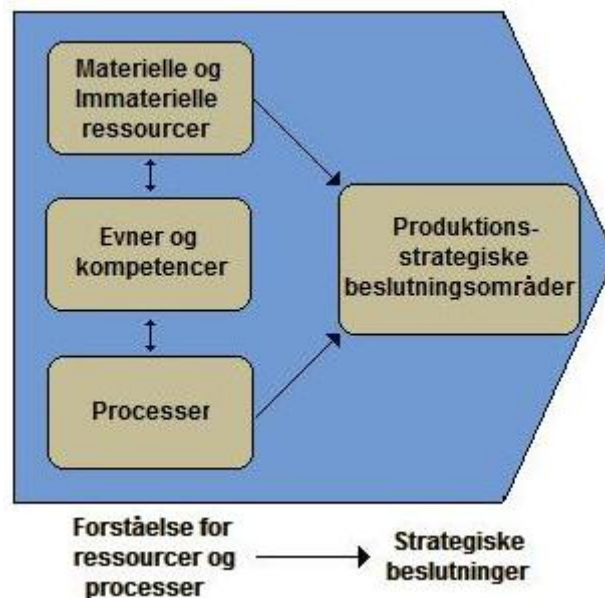 Materielle og
Immaterielle
ressourcer
Evner og
kompetencer
Processer
Produktions-
strategiske
beslutningsområder
Forståelse for
ressourcer og
processer
Strategiske
beslutninger